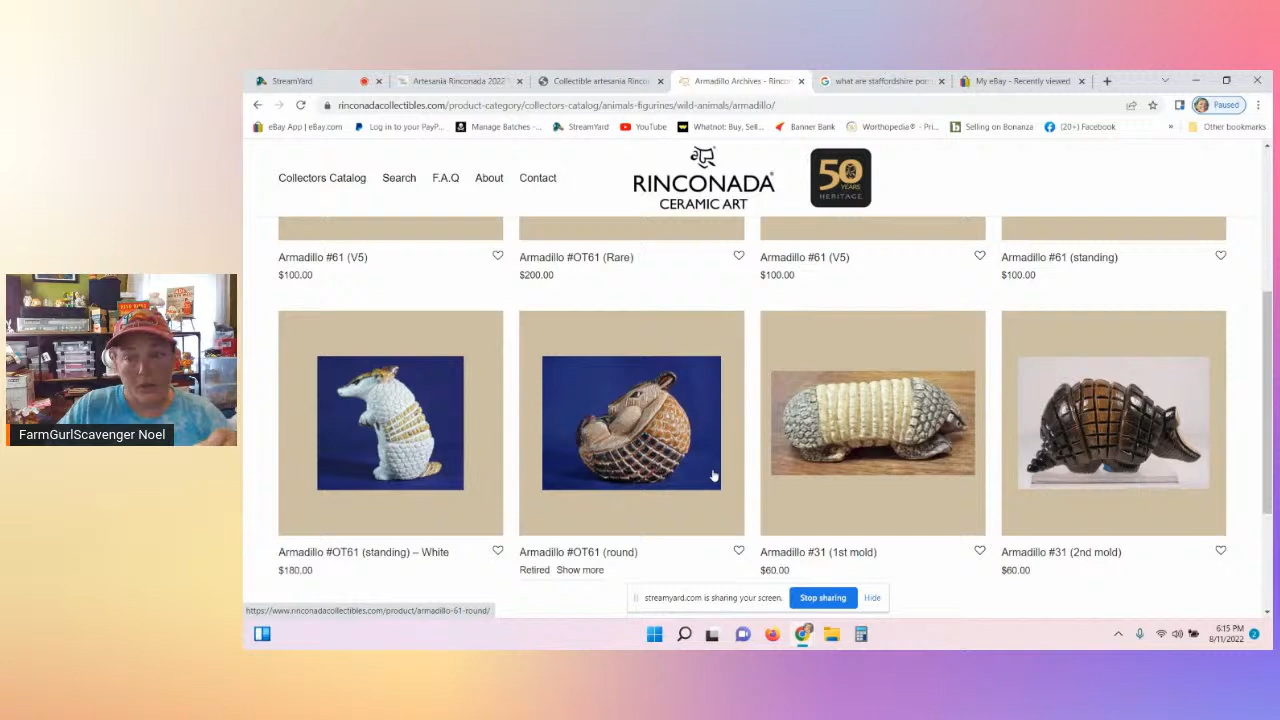 StreamYard
Artesania Rinconada 2022
Collectible artesania Rinco
Armadillo Archives - Rinco
what are staffordshire por
My eBay - Recently viewed
rinconadacollectibles.com/product-category/collectors-catalog/animals-figurines/wild-animals/armadillo/
Paused
eBay App | eBay.com
Log in to your PayP...
Manage Batches -...
StreamYard
YouTube
Whatnot: Buy, Sell...
Banner Bank
Worthopedia® - Pri...
Selling on Bonanza
(20+) Facebook
»
Other bookmarks
Collectors Catalog
Search
F.A.Q
About
Contact
RINCONADA
CERAMIC ART
50
YEARS
HERITAGE
Armadillo #61 (V5)
$100.00
Armadillo #OT61 (Rare)
$200.00
Armadillo #61 (V5)
$100.00
Armadillo #61 (standing)
$100.00
Armadillo #OT61 (standing) – White
$180.00
Armadillo #OT61 (round)
Retired Show more
Armadillo #31 (1st mold)
$60.00
Armadillo #31 (2nd mold)
$60.00
streamyard.com is sharing your screen.
Stop sharing
Hide
https://www.rinconadacollectibles.com/product/armadillo-61-round/
6:15 PM
8/11/2022
2
FarmGurlScavenger Noel